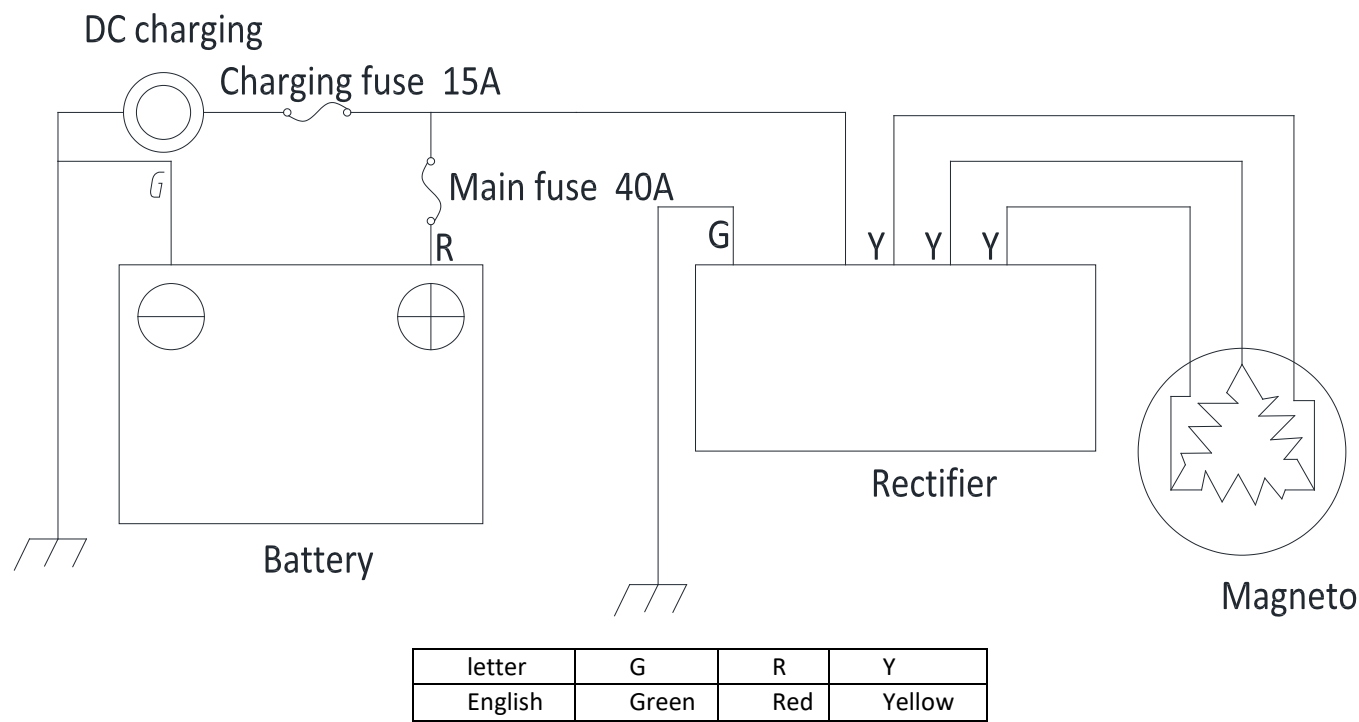 DC charging
Charging fuse 15A
G
Main fuse 40A
R
G
Y Y Y
Rectifier
Battery
Magneto
letter G R Y
English Green Red Yellow